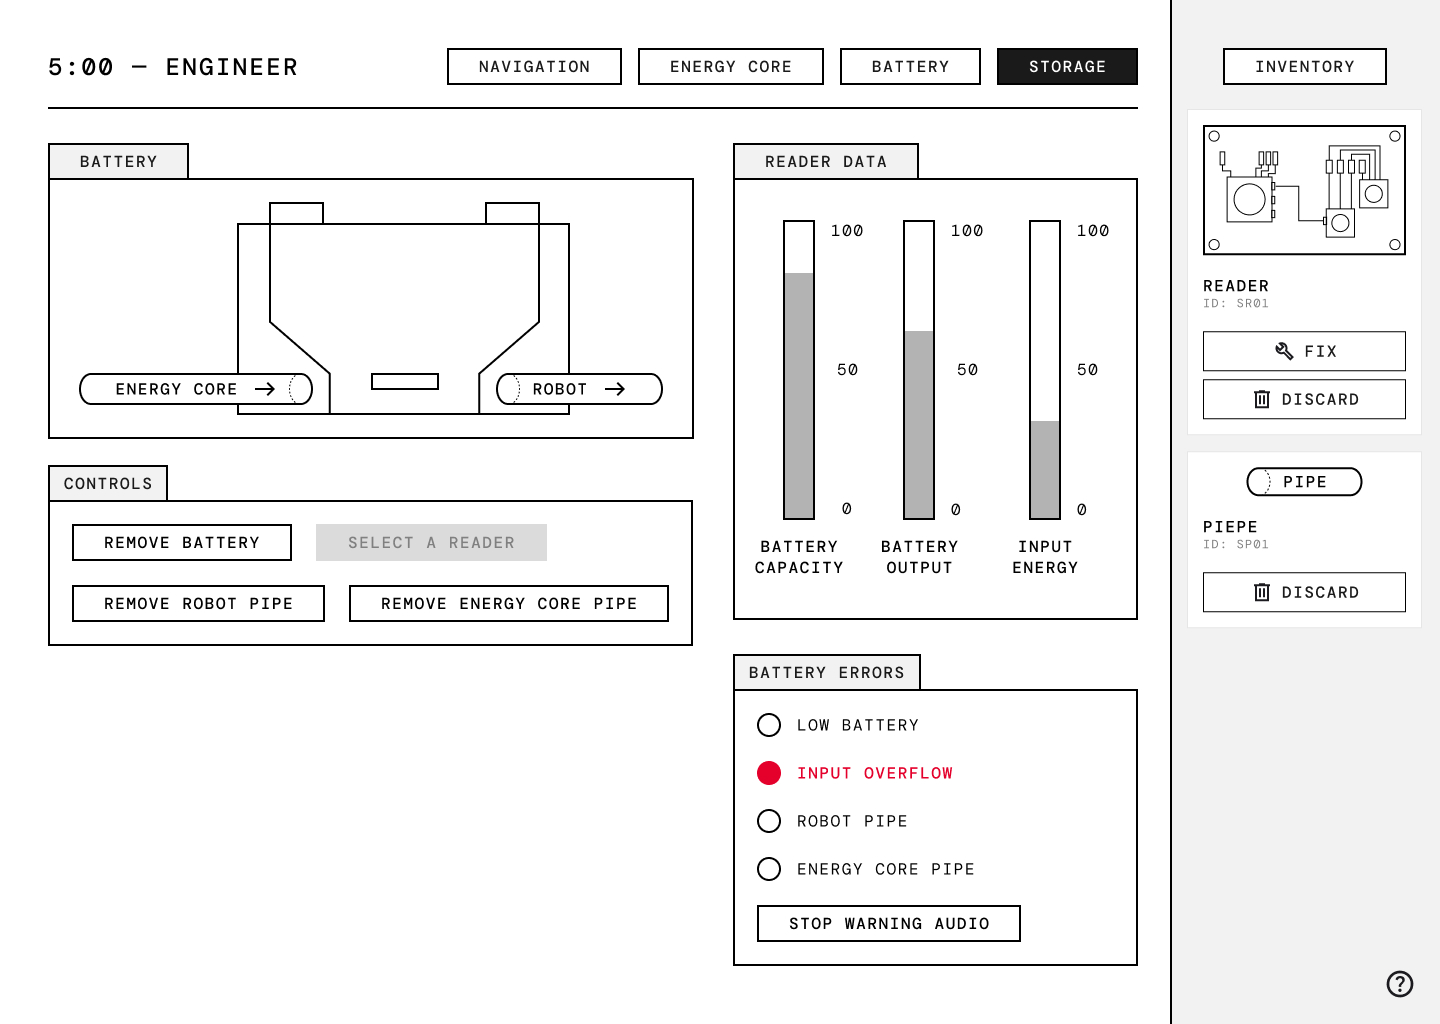 5:00 — ENGINEER
NAVIGATION
ENERGY CORE
BATTERY
STORAGE
INVENTORY
BATTERY
ENERGY CORE →
ROBOT →
CONTROLS
REMOVE BATTERY
SELECT A READER
REMOVE ROBOT PIPE
REMOVE ENERGY CORE PIPE
READER DATA
100
50
0
BATTERY
CAPACITY
100
50
0
BATTERY
OUTPUT
100
50
0
INPUT
ENERGY
BATTERY ERRORS
LOW BATTERY
INPUT OVERFLOW
ROBOT PIPE
ENERGY CORE PIPE
STOP WARNING AUDIO
READER
ID: SR01
FIX
DISCARD
PIPE
PIEPE
ID: SP01
DISCARD
?